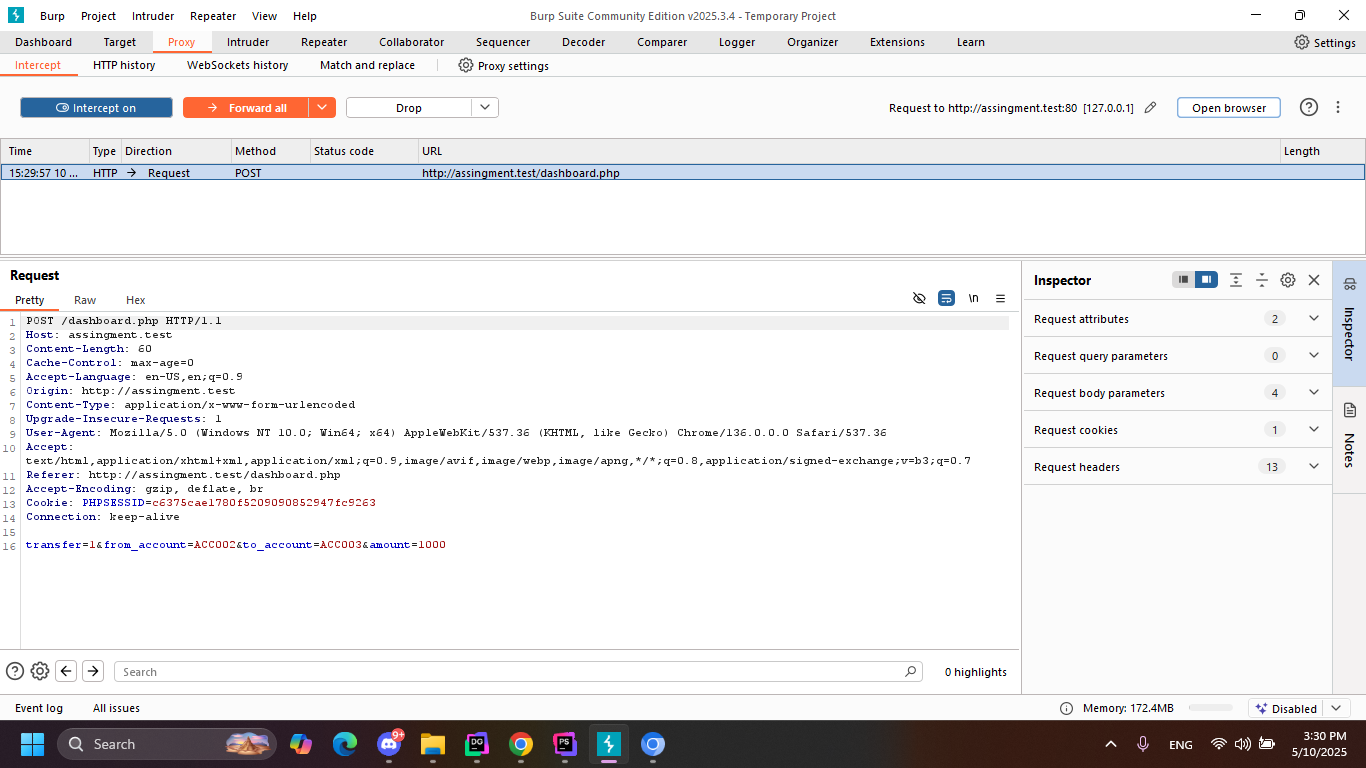 Burp Project Intruder Repeater View Help Burp Suite Community Edition v2025.3.4 - Temporary Project
Dashboard Target Proxy Intruder Repeater Collaborator Sequencer Decoder Comparer Logger Organizer Extensions Learn Settings
Intercept HTTP history WebSockets history Match and replace Proxy settings
Intercept on Forward all Drop Request to http://assingment.test:80 [127.0.0.1] Open browser
Time Type Direction Method Status code URL Length
15:29:57 10 ... HTTP Request POST http://assingment.test/dashboard.php
Request
Pretty Raw Hex \n
1 POST /dashboard.php HTTP/1.1
2 Host: assingment.test
3 Content-Length: 60
4 Cache-Control: max-age=0
5 Accept-Language: en-US,en;q=0.9
6 Origin: http://assingment.test
7 Content-Type: application/x-www-form-urlencoded
8 Upgrade-Insecure-Requests: 1
9 User-Agent: Mozilla/5.0 (Windows NT 10.0; Win64; x64) AppleWebKit/537.36 (KHTML, like Gecko) Chrome/136.0.0.0 Safari/537.36
10 Accept:
text/html,application/xhtml+xml,application/xml;q=0.9,image/avif,image/webp,image/apng,*/*;q=0.8,application/signed-exchange;v=b3;q=0.7
11 Referer: http://assingment.test/dashboard.php
12 Accept-Encoding: gzip, deflate, br
13 Cookie: PHPSESSID=c6375cae1780f5209090852947fc9263
14 Connection: keep-alive
15
16 transfer=1&from_account=ACC002&to_account=ACC003&amount=1000
Inspector
Request attributes 2
Request query parameters 0
Request body parameters 4
Request cookies 1
Request headers 13
Inspector
Notes
Search 0 highlights
Event log All issues Memory: 172.4MB Disabled
Search 9+ DG PS ENG 3:30 PM
5/10/2025